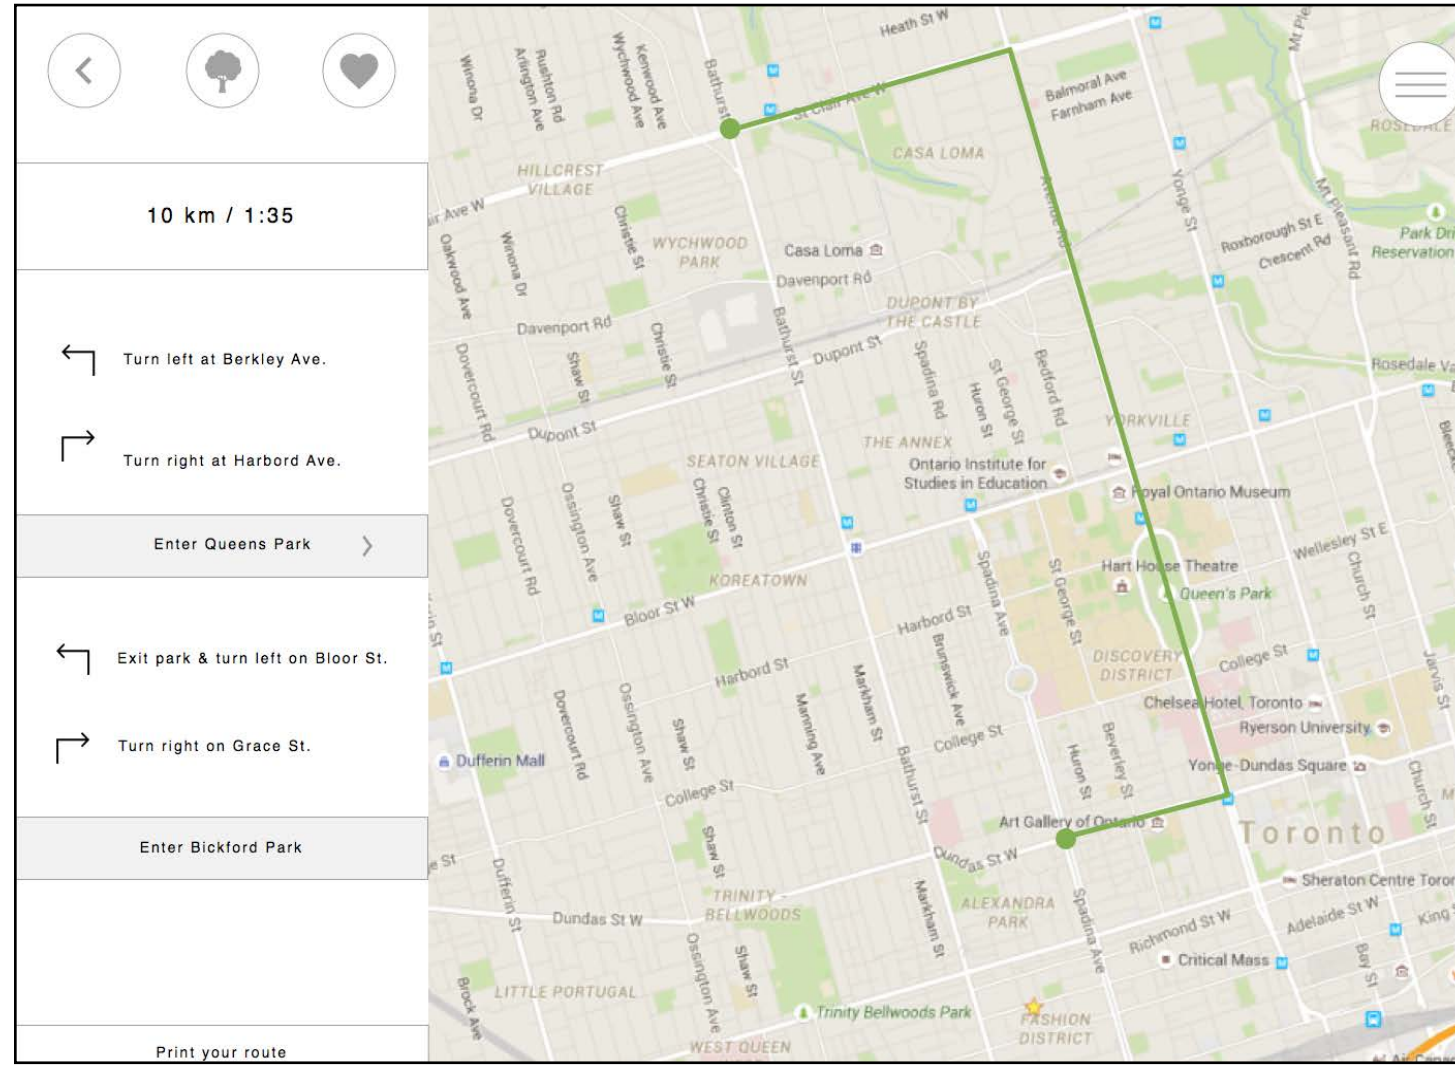 10 km / 1:35
Turn left at Berkley Ave.
Turn right at Harbord Ave.
Enter Queens Park
Exit park & turn left on Bloor St.
Turn right on Grace St.
Enter Bickford Park
Print your route
Heath St W
Winona Dr
Arlington Ave
Rushton Rd
Wychwood Ave
Kenwood Ave
Bathurst
St Clair Ave W
Balmoral Ave
Farnham Ave
Mt Ple
ROSEDALE
CASA LOMA
HILLCREST
VILLAGE
Ave W
Oakwood Ave
Winona Dr
Christie St
WYCHWOOD
PARK
Casa Loma
Davenport Rd
Avenue Rd
Yonge St
Mt Pleasant Rd
Roxborough St E
Crescent Rd
Park Dri
Reservation
DUPONT BY
THE CASTLE
Davenport Rd
Christie St
Bathurst St
Dupont St
Dovercourt Rd
Shaw St
Spadina Rd
Huron St
St George St
Bedford Rd
Rosedale Va
YORKVILLE
Dupont St
THE ANNEX
SEATON VILLAGE
Ontario Institute for
Studies in Education
Royal Ontario Museum
Dovercourt Rd
Ossington Ave
Shaw St
Christie St
Clinton St
KOREATOWN
Bloor St W
Spadina Ave
St George St
Hart House Theatre
Queen's Park
Wellesley St E
Church St
Harbord St
Brunswick Ave
DISCOVERY
DISTRICT
College St
Jarvis St
Harbord St
Markham St
Manning Ave
Dovercourt Rd
Ossington Ave
Shaw St
Chelsea Hotel, Toronto
Ryerson University
Dufferin Mall
College St
College St
Bathurst St
Huron St
Beverley St
Yonge-Dundas Square
Church St
Art Gallery of Ontario
Toronto
Dundas St W
e St
Dufferin St
Shaw St
Markham St
Sheraton Centre Toron
TRINITY -
BELLWOODS
ALEXANDRA
PARK
Spadina Ave
Dundas St W
Richmond St W
Adelaide St W
King
Critical Mass
Bay St
Ossington Ave
Shaw St
LITTLE PORTUGAL
Brock Ave
Trinity Bellwoods Park
FASHION
DISTRICT
WEST QUEEN